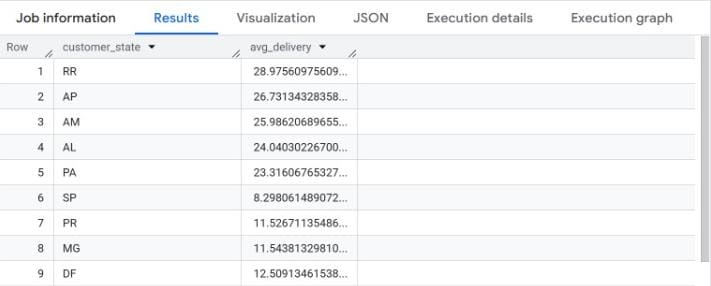 Job information Results Visualization JSON Execution details Execution graph
Row customer_state avg_delivery
1 RR 28.97560975609...
2 AP 26.73134328358...
3 AM 25.98620689655...
4 AL 24.04030226700...
5 PA 23.31606765327...
6 SP 8.298061489072...
7 PR 11.52671135486...
8 MG 11.54381329810...
9 DF 12.50913461538...